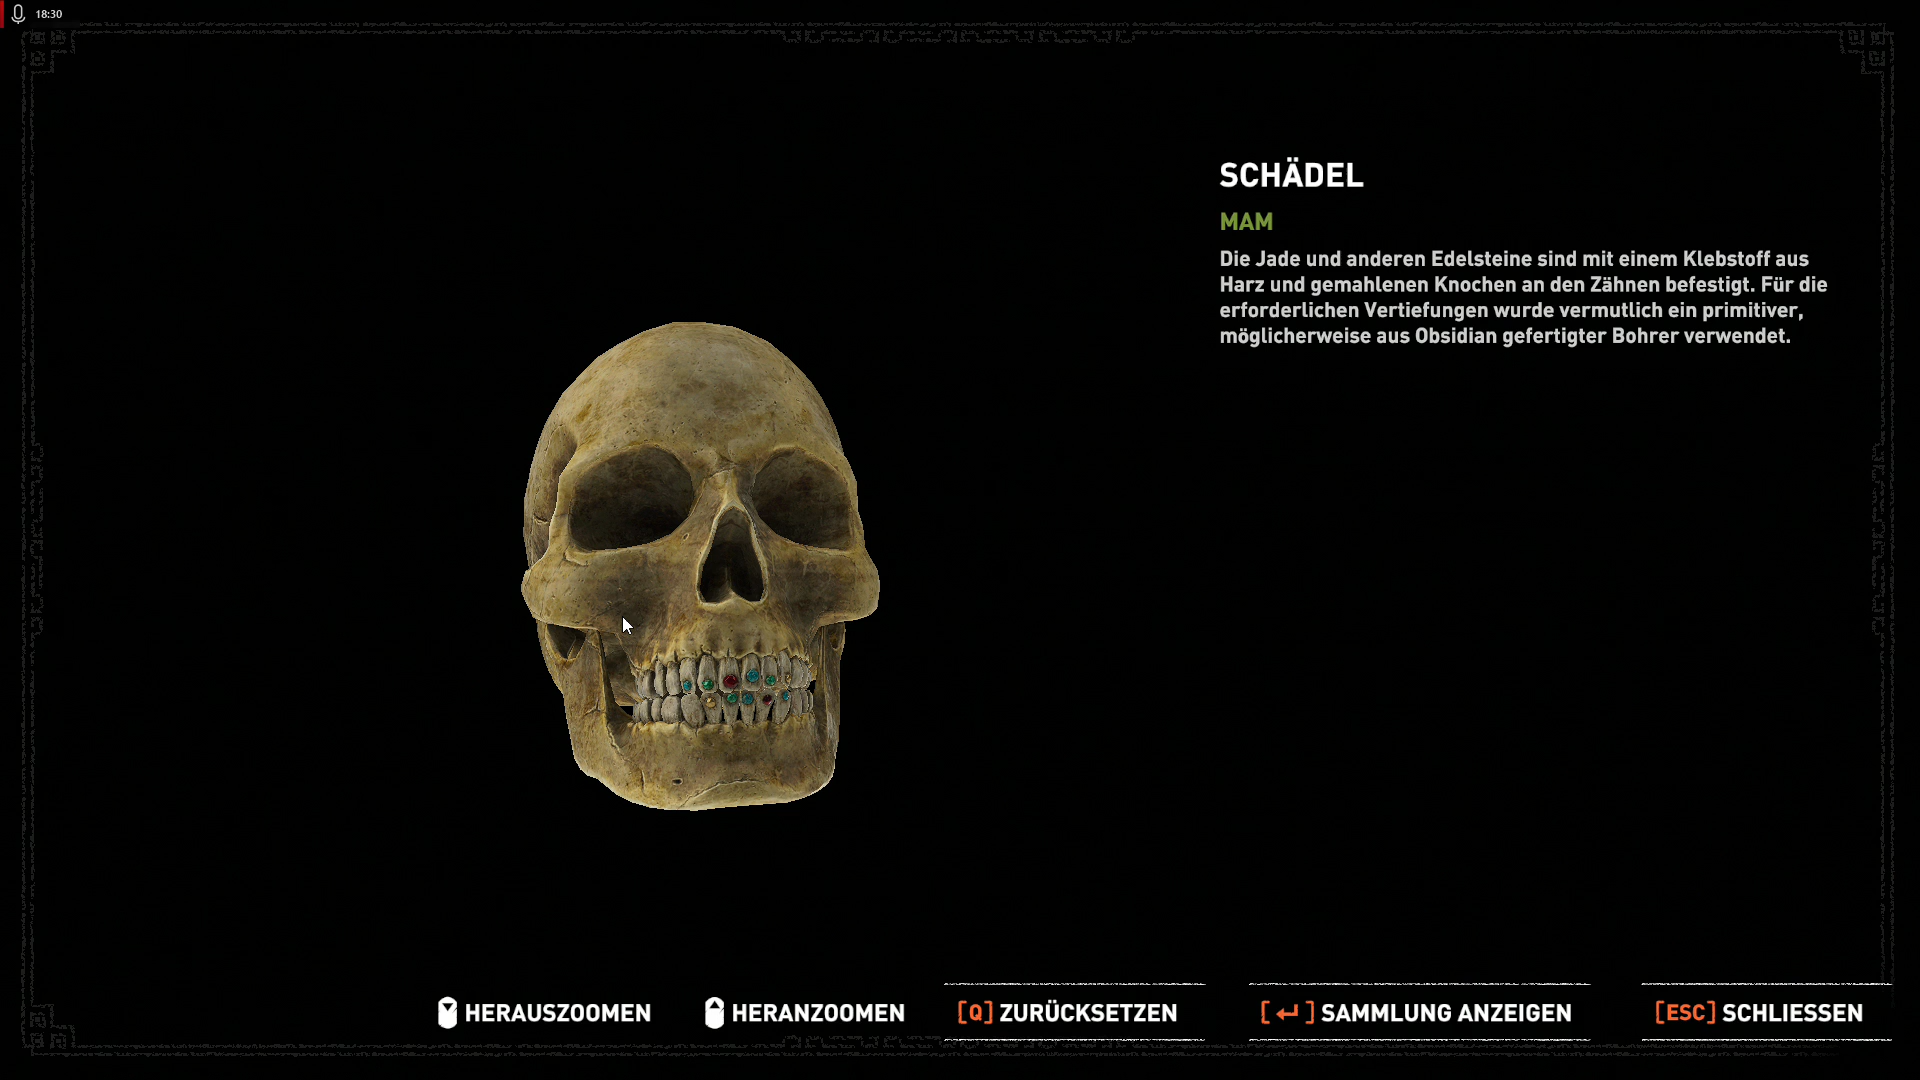 18:30
SCHÄDEL
MAM
Die Jade und anderen Edelsteine sind mit einem Klebstoff aus
Harz und gemahlenen Knochen an den Zähnen befestigt. Für die
erforderlichen Vertiefungen wurde vermutlich ein primitiver,
möglicherweise aus Obsidian gefertigter Bohrer verwendet.
HERAUSZOOMEN HERANZOOMEN [Q] ZURÜCKSETZEN [↵] SAMMLUNG ANZEIGEN [ESC] SCHLIESSEN